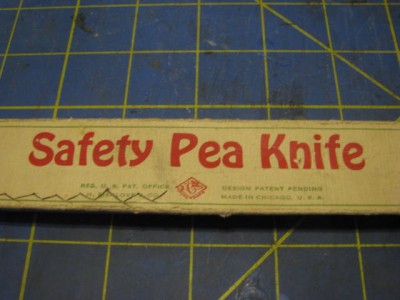 Safety Pea Knife
REG. U. S. PAT. OFFICE DESIGN PATENT PENDING
MADE IN CHICAGO, U. S. A.